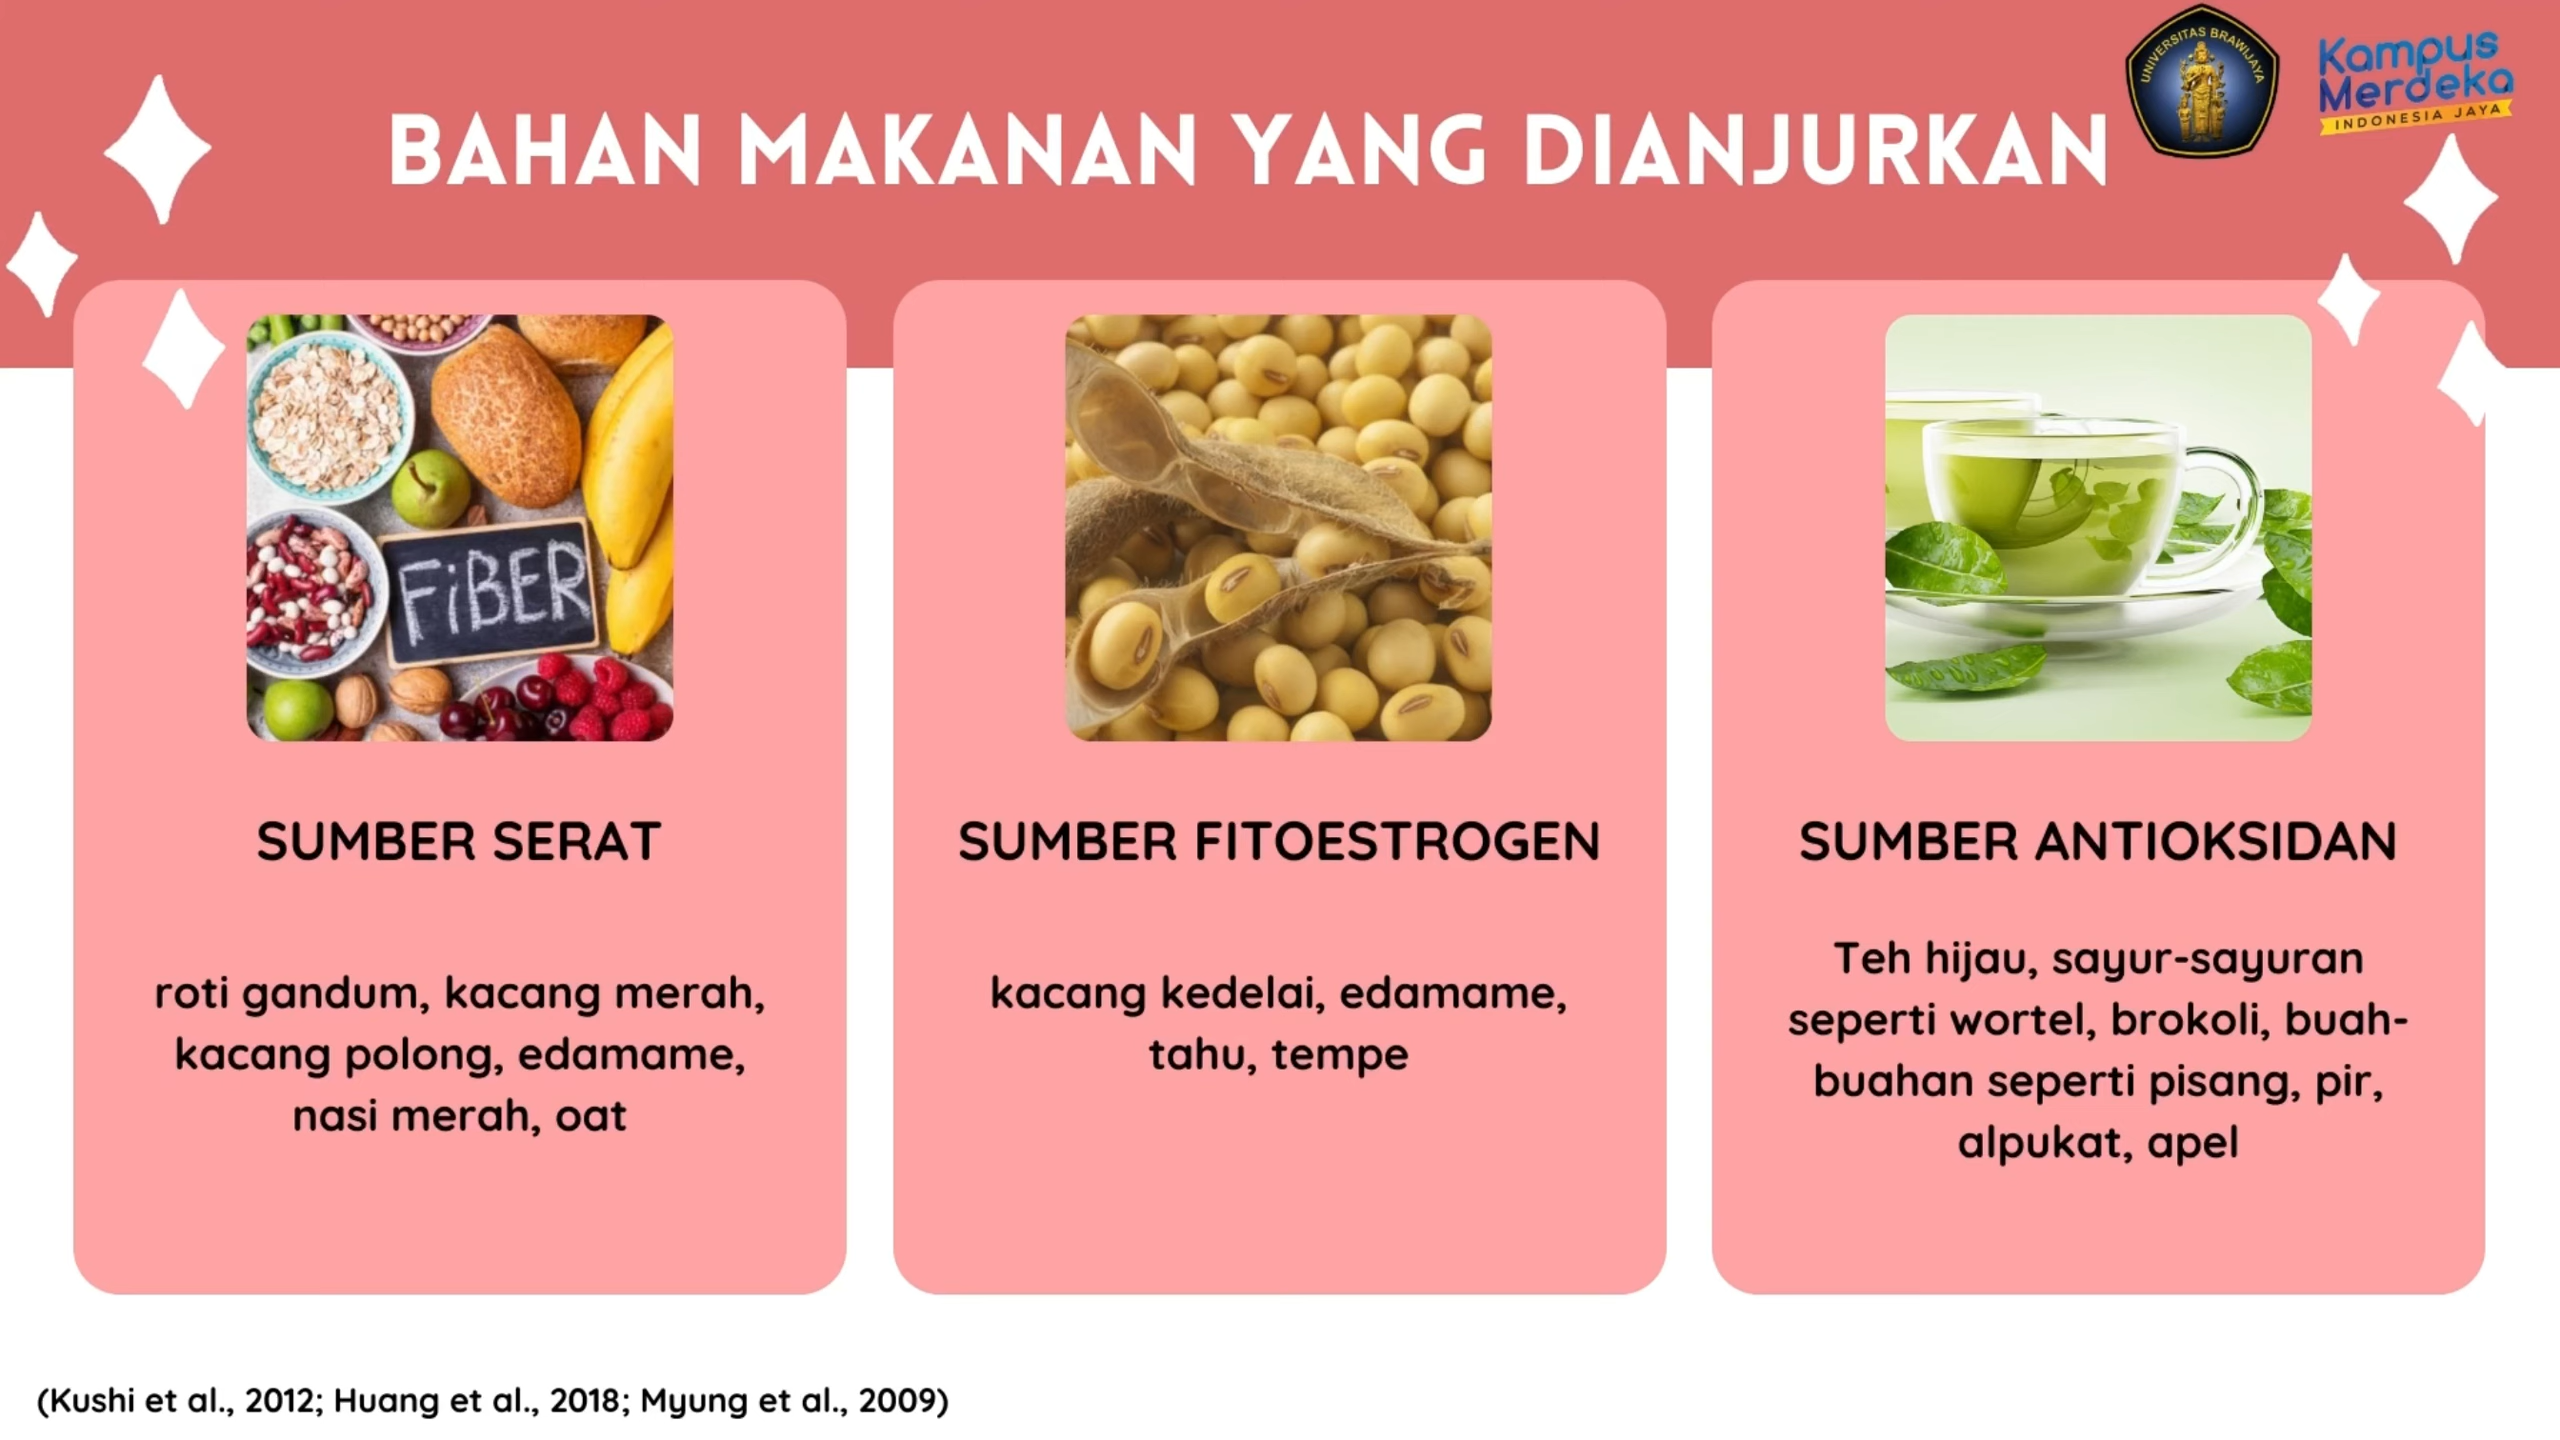 UNIVERSITAS BRAWIJAYA
Kampus
Merdeka
INDONESIA JAYA
BAHAN MAKANAN YANG DIANJURKAN
FiBER
SUMBER SERAT
roti gandum, kacang merah,
kacang polong, edamame,
nasi merah, oat
SUMBER FITOESTROGEN
kacang kedelai, edamame,
tahu, tempe
SUMBER ANTIOKSIDAN
Teh hijau, sayur-sayuran
seperti wortel, brokoli, buah-
buahan seperti pisang, pir,
alpukat, apel
(Kushi et al., 2012; Huang et al., 2018; Myung et al., 2009)